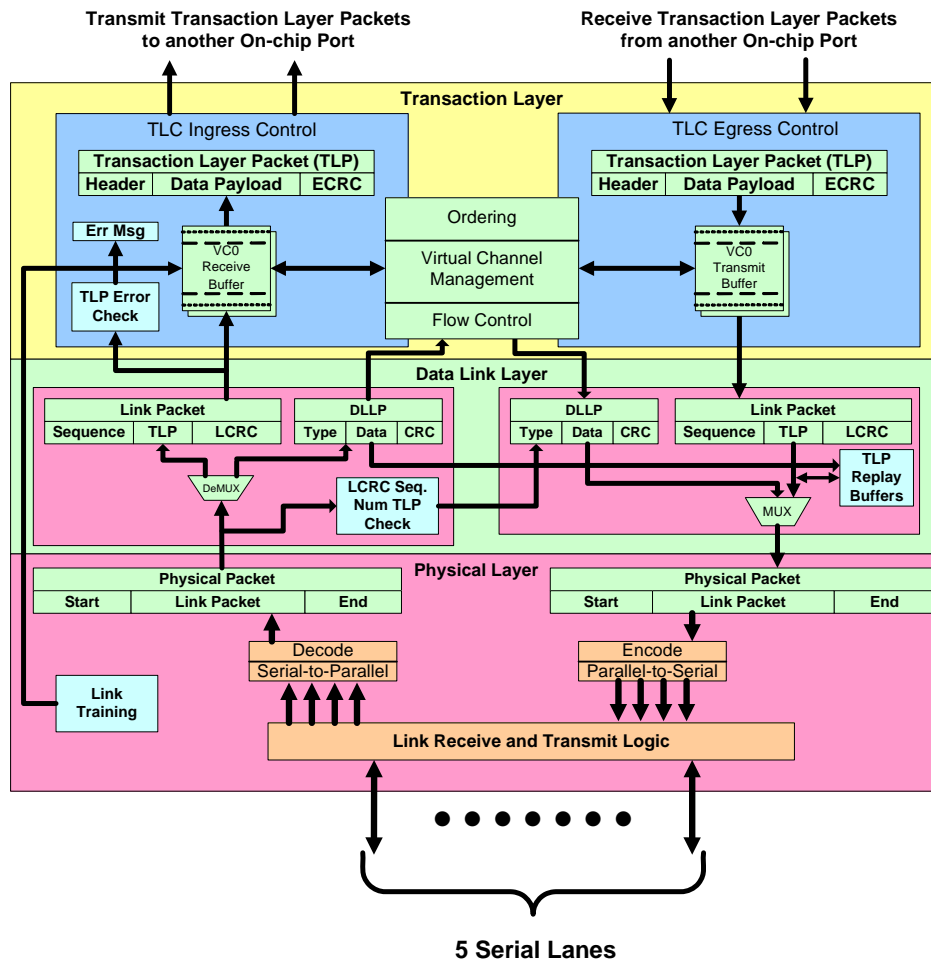 Transmit Transaction Layer Packets
to another On-chip Port
Receive Transaction Layer Packets
from another On-chip Port
Transaction Layer
TLC Ingress Control
Transaction Layer Packet (TLP)
Header Data Payload ECRC
Err Msg
VC0
Receive
Buffer
TLP Error
Check
Ordering
Virtual Channel
Management
Flow Control
TLC Egress Control
Transaction Layer Packet (TLP)
Header Data Payload ECRC
VC0
Transmit
Buffer
Data Link Layer
Link Packet
Sequence TLP LCRC
DLLP
Type Data CRC
DeMUX
LCRC Seq.
Num TLP
Check
DLLP
Type Data CRC
Link Packet
Sequence TLP LCRC
TLP
Replay
Buffers
MUX
Physical Layer
Physical Packet
Start Link Packet End
Decode
Serial-to-Parallel
Physical Packet
Start Link Packet End
Encode
Parallel-to-Serial
Link
Training
Link Receive and Transmit Logic
5 Serial Lanes